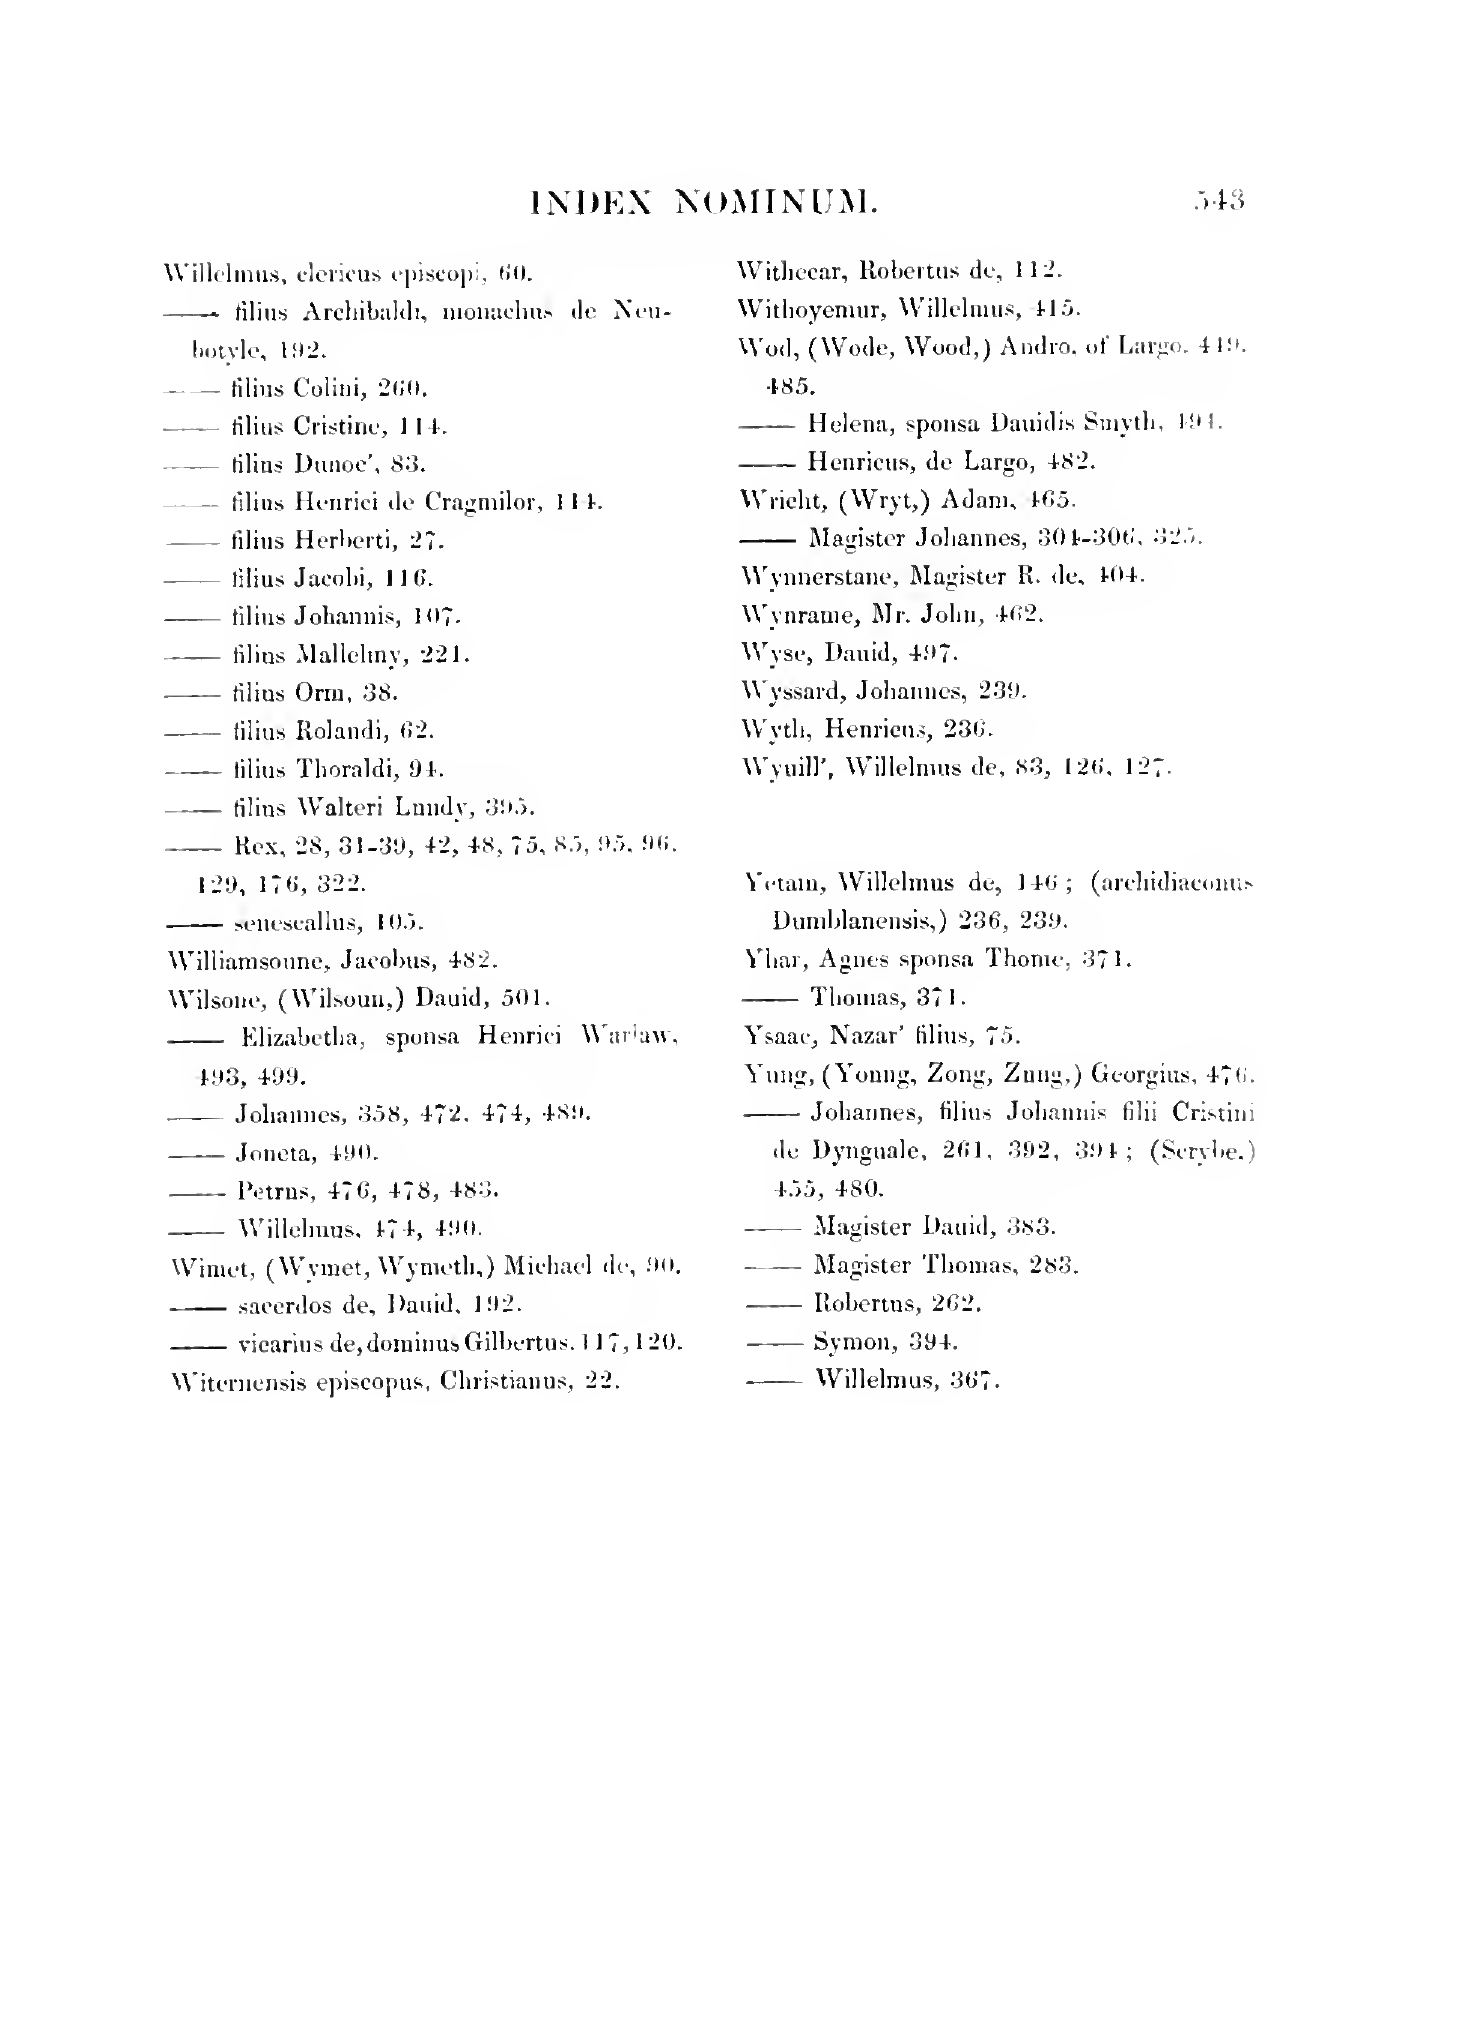 INDEX NOMINUM. 543
Willelmus, clericus episcopi, 60.
—— filius Archibaldi, monachus de Neu-
botyle, 192.
—— filius Colini, 260.
—— filius Cristine, 114.
—— filius Dunoc', 83.
—— filius Henrici de Cragmilor, 114.
—— filius Herberti, 27.
—— filius Jacobi, 116.
—— filius Johannis, 107.
—— filius Malleluny, 221.
—— filius Orm, 38.
—— filius Rolandi, 62.
—— filius Thoraldi, 94.
—— filius Walteri Lundy, 395.
—— Rex, 28, 31-39, 42, 48, 75, 85, 95, 96,
129, 176, 322.
—— senescallus, 105.
Williamsonne, Jacobus, 482.
Wilsone, (Wilsoun,) Dauid, 501.
—— Elizabetha, sponsa Henrici Warlaw,
493, 499.
—— Johannes, 358, 472, 474, 489.
—— Joneta, 490.
—— Petrus, 476, 478, 483.
—— Willelmus, 474, 490.
Wimet, (Wymet, Wymeth,) Michael de, 90.
—— sacerdos de, Dauid, 192.
—— vicarius de, dominus Gilbertus, 117, 120.
Witernensis episcopus, Christianus, 22.
Withecar, Robertus de, 112.
Withoyemur, Willelmus, 415.
Wod, (Wode, Wood,) Andro, of Largo, 449,
485.
—— Helena, sponsa Dauidis Smyth, 494.
—— Henricus, de Largo, 482.
Wricht, (Wryt,) Adam, 465.
—— Magister Johannes, 304-306, 325.
Wynnerstane, Magister R. de, 404.
Wynrame, Mr. John, 462.
Wyse, Dauid, 497.
Wyssard, Johannes, 239.
Wyth, Henricus, 236.
Wyuill', Willelmus de, 83, 126, 127.
Yetam, Willelmus de, 146; (archidiaconus
Dumblanensis,) 236, 239.
Yhar, Agnes sponsa Thome, 371.
—— Thomas, 371.
Ysaac, Nazar' filius, 75.
Yung, (Young, Zong, Zung,) Georgius, 476.
—— Johannes, filius Johannis filii Cristini
de Dynguale, 261, 392, 394; (Scrybe,)
455, 480.
—— Magister Dauid, 383.
—— Magister Thomas, 283.
—— Robertus, 262.
—— Symon, 394.
—— Willelmus, 367.